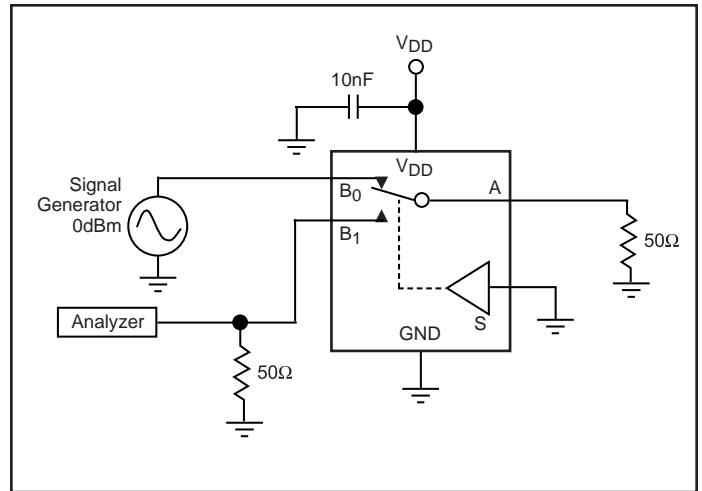 VDD
10nF
VDD
Signal
Generator
0dBm
B0
A
B1
50Ω
Analyzer
S
GND
50Ω